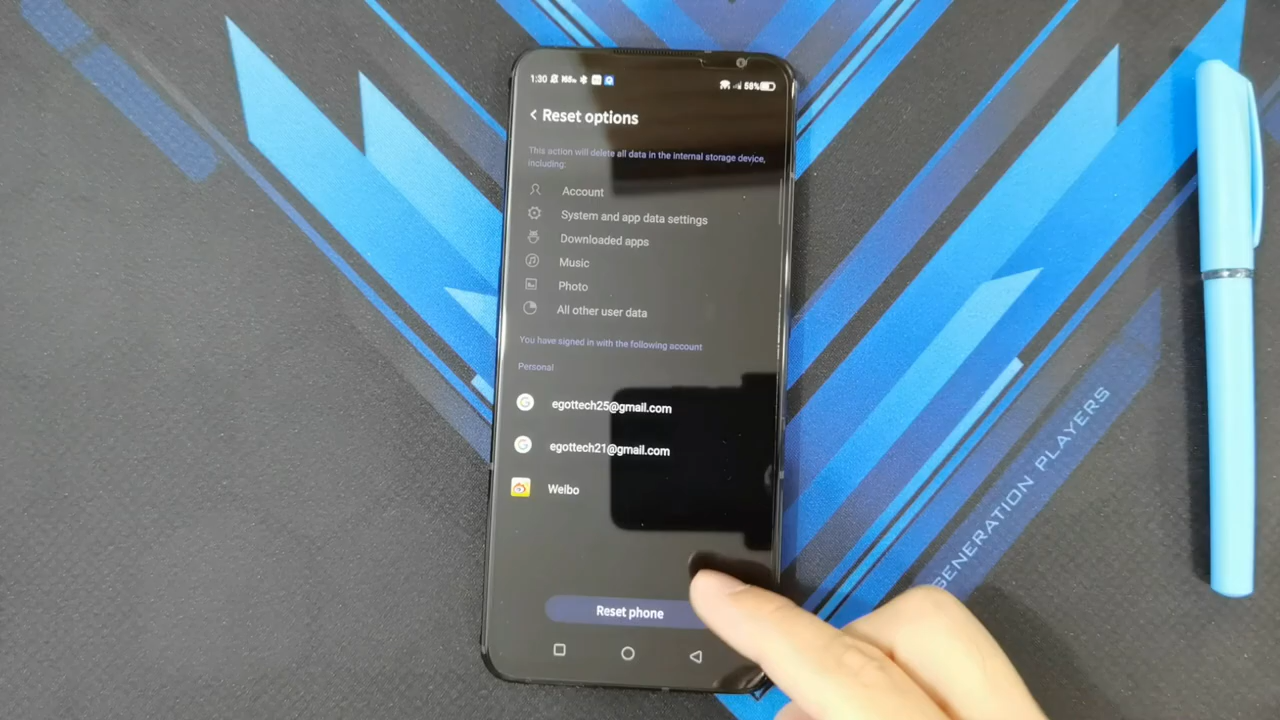 1:30
58%
Reset options
This action will delete all data in the internal storage device,
including:
Account
System and app data settings
Downloaded apps
Music
Photo
All other user data
You have signed in with the following account
Personal
egottech25@gmail.com
egottech21@gmail.com
Weibo
Reset phone
GENERATION PLAYERS